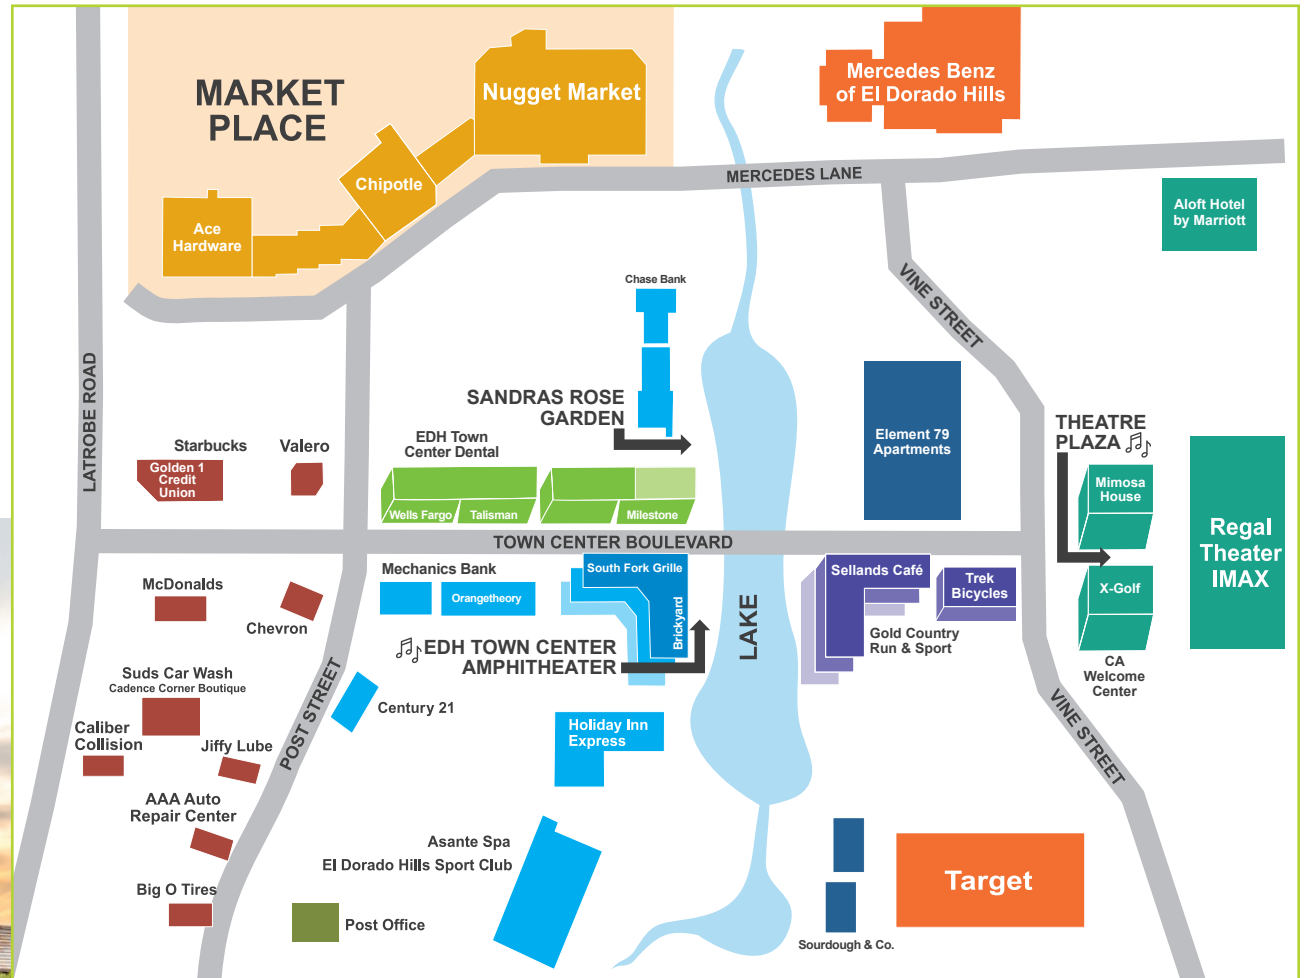 MARKET
PLACE
Nugget Market
Mercedes Benz
of El Dorado Hills
Chipotle
MERCEDES LANE
Ace
Hardware
Aloft Hotel
by Marriott
VINE STREET
Chase Bank
LATROBE ROAD
SANDRAS ROSE
GARDEN
THEATRE
PLAZA
Starbucks
Golden 1
Credit
Union
Valero
EDH Town
Center Dental
Wells Fargo
Talisman
Milestone
Element 79
Apartments
Mimosa
House
Regal
Theater
IMAX
TOWN CENTER BOULEVARD
McDonalds
Chevron
Mechanics Bank
Orangetheory
South Fork Grille
Brickyard
LAKE
Sellands Café
Trek
Bicycles
Gold Country
Run & Sport
X-Golf
CA
Welcome
Center
EDH TOWN CENTER
AMPHITHEATER
Suds Car Wash
Cadence Corner Boutique
POST STREET
Century 21
Caliber
Collision
Jiffy Lube
Holiday Inn
Express
VINE STREET
AAA Auto
Repair Center
Asante Spa
El Dorado Hills Sport Club
Big O Tires
Post Office
Target
Sourdough & Co.